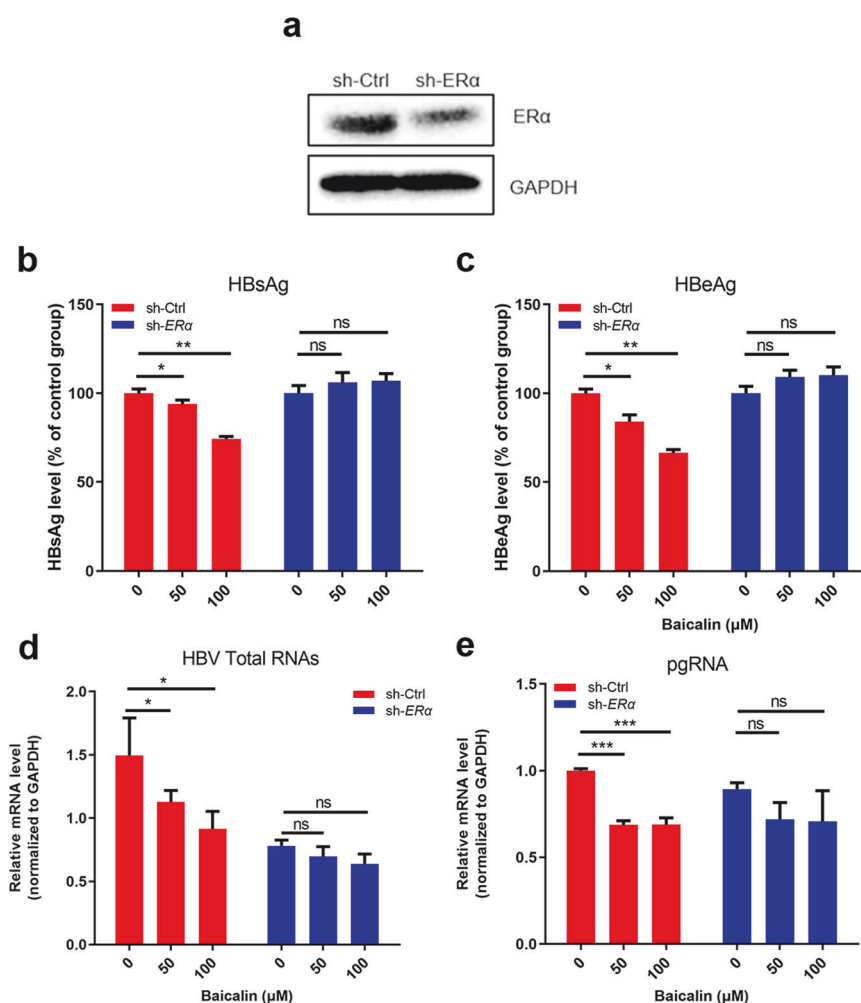 a
sh-Ctrl sh-ERα
ERα
GAPDH
b
HBsAg
sh-Ctrl
sh-ERα
HBsAg level (% of control group)
150
100
50
0
**
*
ns
ns
0 50 100
0 50 100
c
HBeAg
sh-Ctrl
sh-ERα
HBeAg level (% of control group)
150
100
50
0
**
*
ns
ns
0 50 100
0 50 100
Baicalin (μM)
d
HBV Total RNAs
sh-Ctrl
sh-ERα
Relative mRNA level
(normalized to GAPDH)
2.0
1.5
1.0
0.5
0.0
*
*
ns
ns
0 50 100
0 50 100
Baicalin (μM)
e
pgRNA
sh-Ctrl
sh-ERα
Relative mRNA level
(normalized to GAPDH)
1.5
1.0
0.5
0.0
***
***
ns
ns
0 50 100
0 50 100
Baicalin (μM)